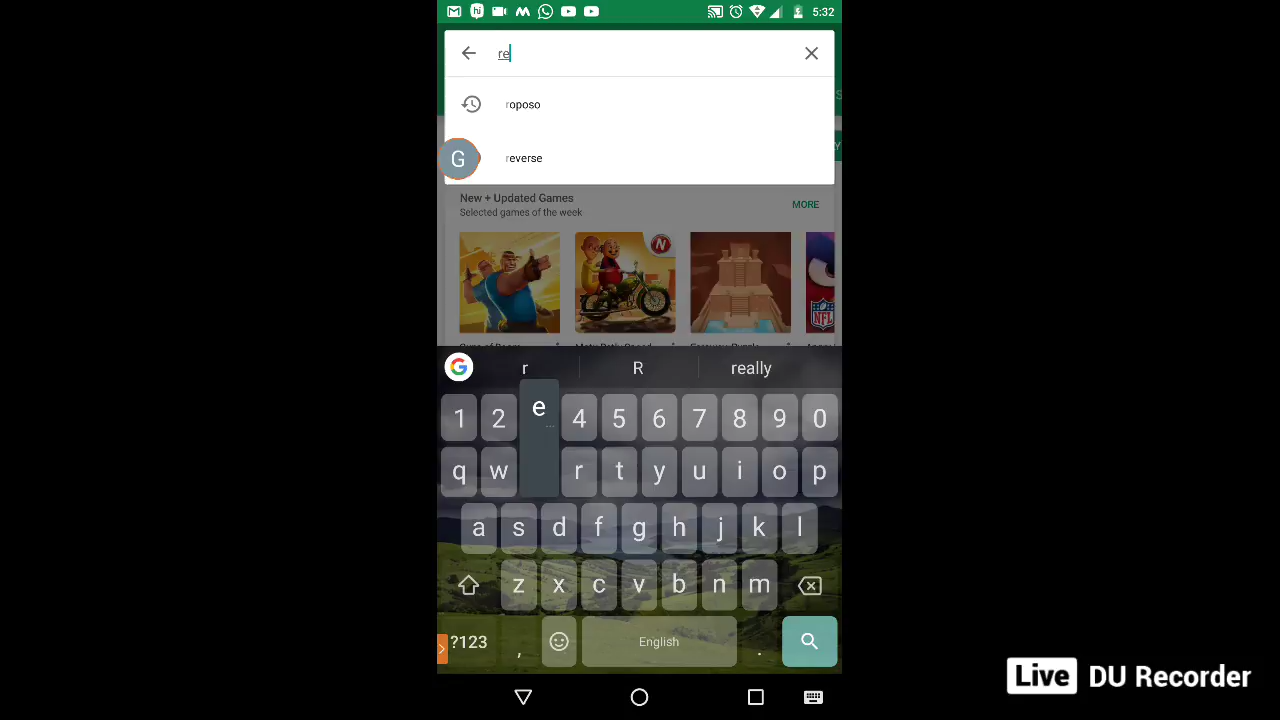 5:32
re
roposo
G
reverse
New + Updated Games
Selected games of the week
MORE
N
NFL
r R really
e
1 2 4 5 6 7 8 9 0
q w r t y u i o p
a s d f g h j k l
z x c v b n m
?123 , English .
Live DU Recorder